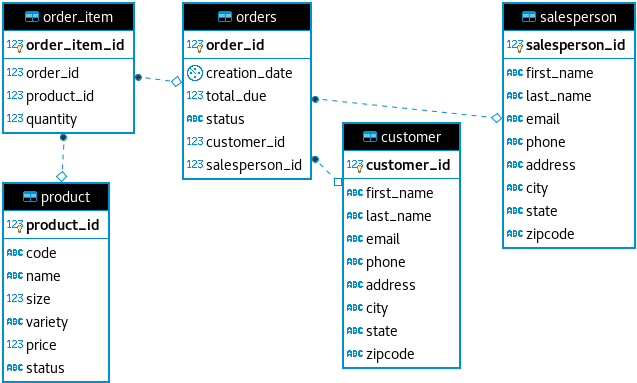 order_item
123 order_item_id
123 order_id
123 product_id
123 quantity
orders
123 order_id
creation_date
123 total_due
ABC status
123 customer_id
123 salesperson_id
salesperson
123 salesperson_id
ABC first_name
ABC last_name
ABC email
ABC phone
ABC address
ABC city
ABC state
ABC zipcode
customer
123 customer_id
ABC first_name
ABC last_name
ABC email
ABC phone
ABC address
ABC city
ABC state
ABC zipcode
product
123 product_id
ABC code
ABC name
123 size
ABC variety
123 price
ABC status